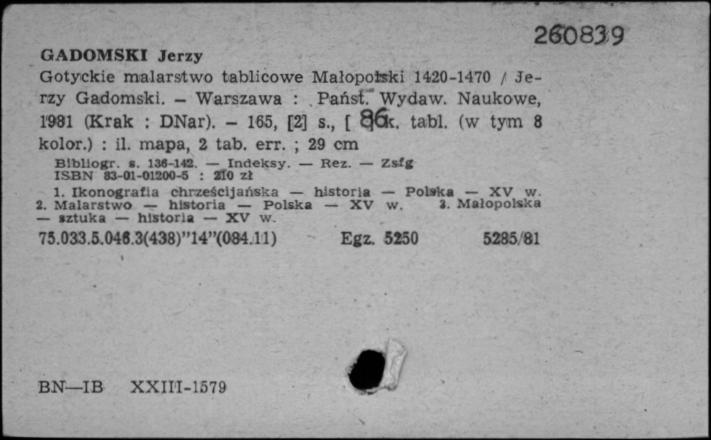 260839
GADOMSKI Jerzy
Gotyckie malarstwo tablicowe Małopolski 1420-1470 / Je-
rzy Gadomski. — Warszawa : Państ. Wydaw. Naukowe,
1981 (Krak : DNar). — 165, [2] s., [ 86 k. tabl. (w tym 8
kolor.) : il. mapa, 2 tab. err. ; 29 cm
Bibliogr. s. 136-142. — Indeksy. — Rez. — Zsfg
ISBN 83-01-01200-5 : 210 zł
1. Ikonografia chrześcijańska — historia — Polska — XV w.
2. Malarstwo — historia — Polska — XV w. 3. Małopolska
— sztuka — historia — XV w.
75.033.5.046.3(438)"14"(084.11) Egz. 5250 5285/81
BN—IB XXIII-1579